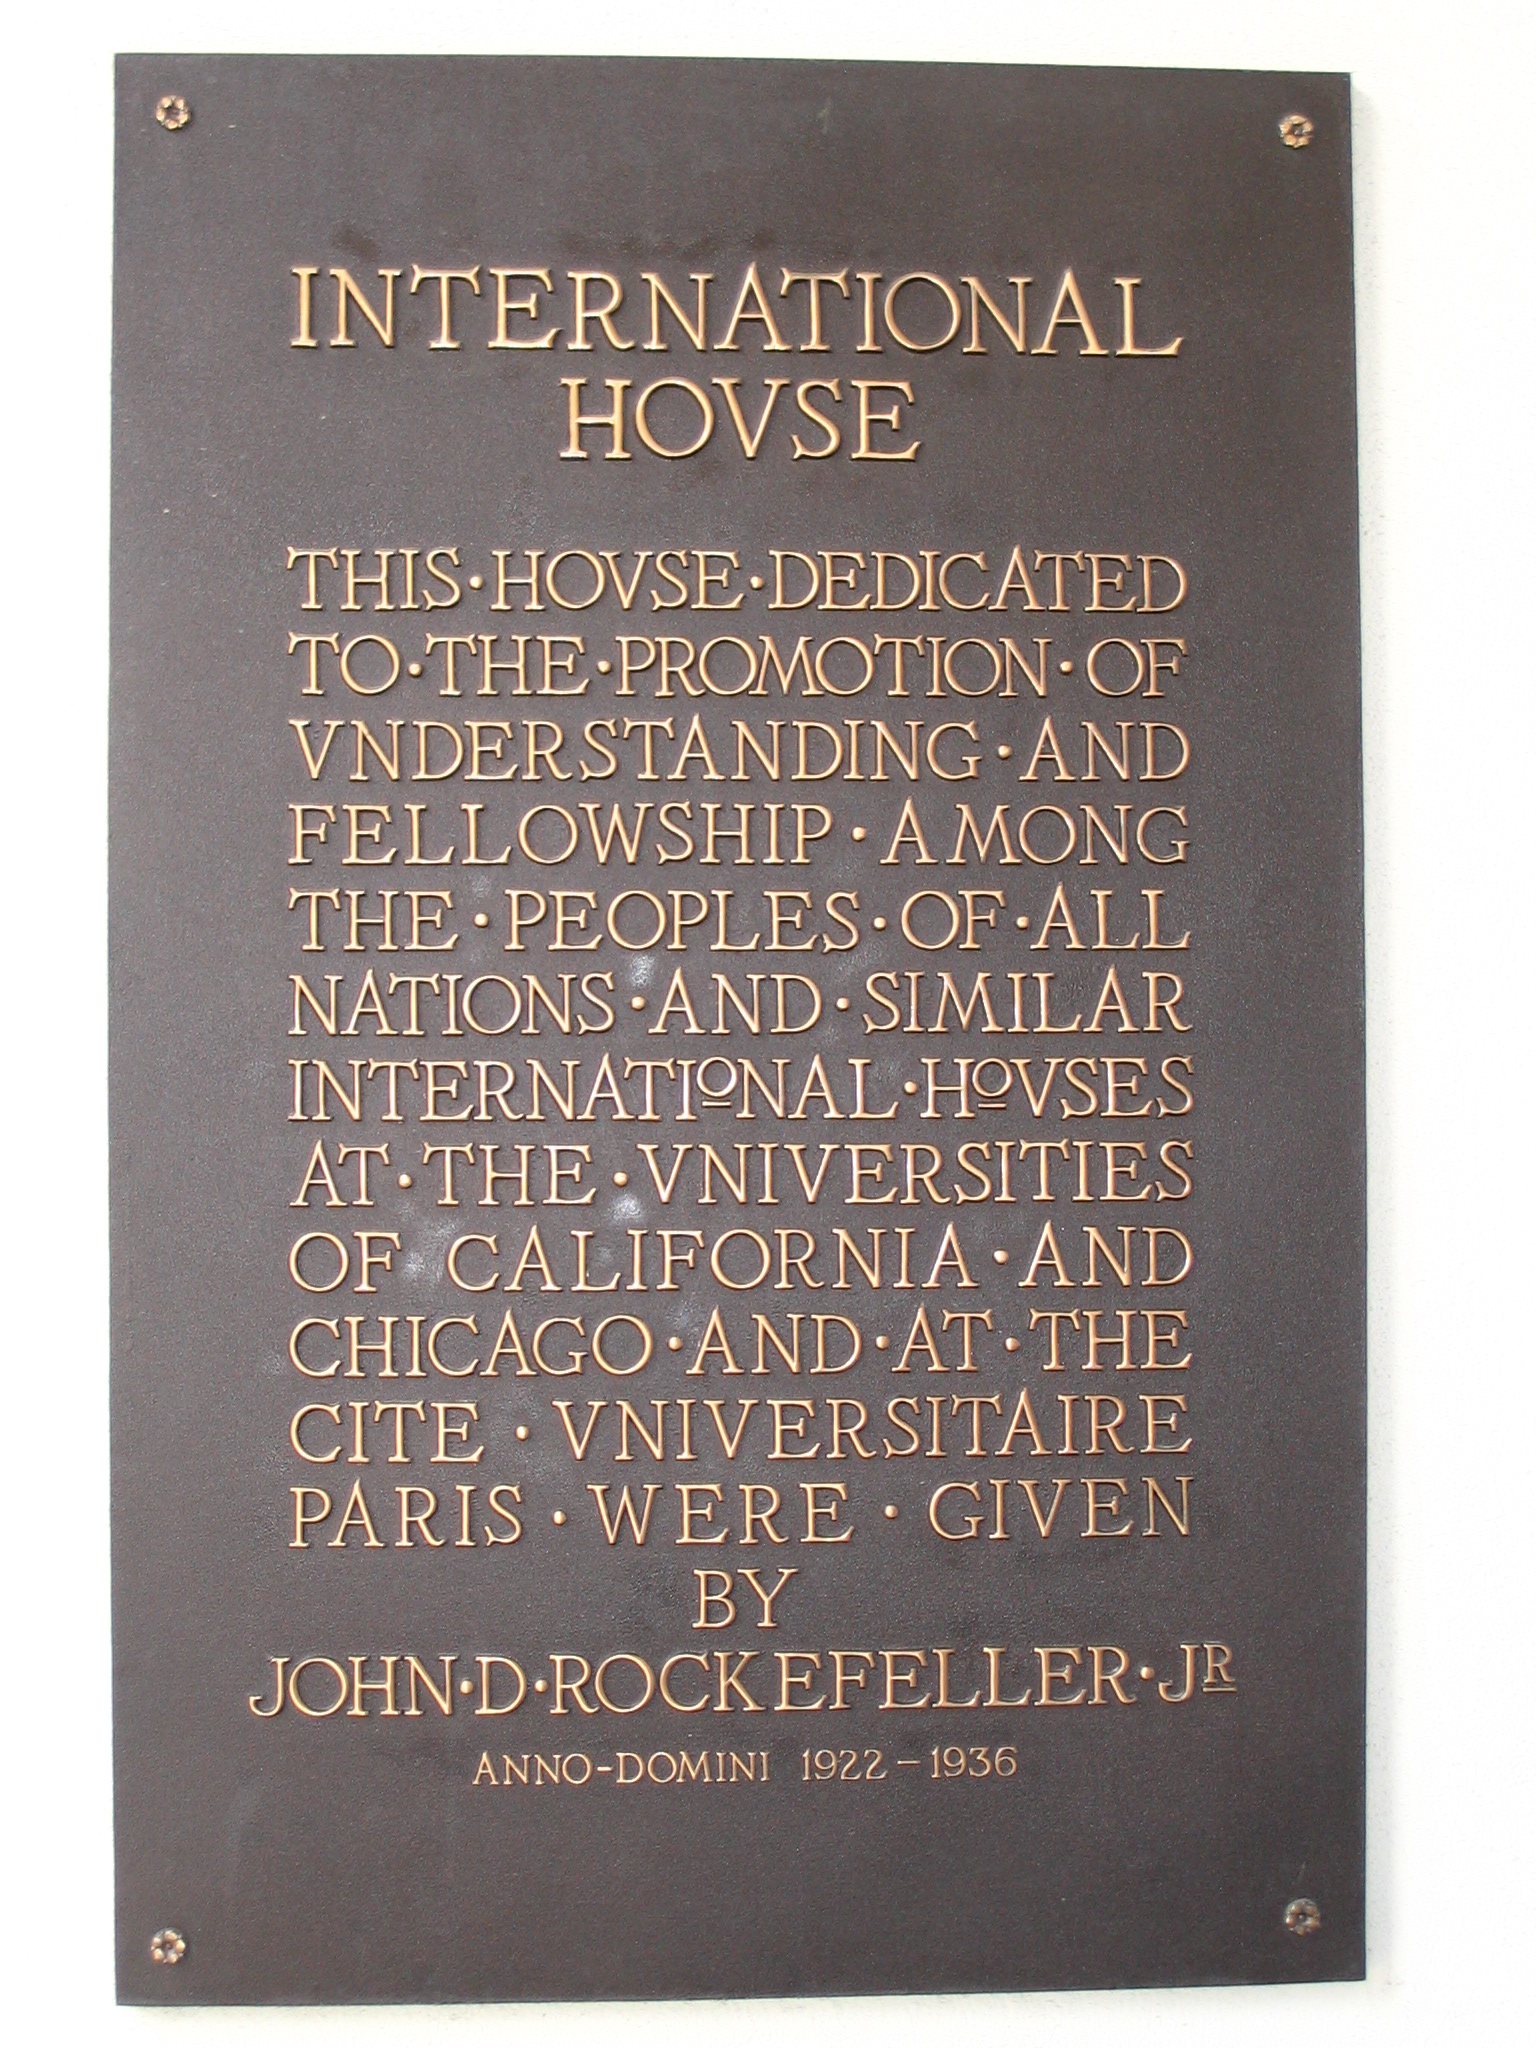 INTERNATIONAL
HOVSE
THIS·HOVSE·DEDICATED
TO·THE·PROMOTION·OF
VNDERSTANDING·AND
FELLOWSHIP·AMONG
THE·PEOPLES·OF·ALL
NATIONS·AND·SIMILAR
INTERNATIONAL·HOVSES
AT·THE·VNIVERSITIES
OF CALIFORNIA·AND
CHICAGO·AND·AT·THE
CITE·VNIVERSITAIRE
PARIS·WERE·GIVEN
BY
JOHN·D·ROCKEFELLER·JR
ANNO-DOMINI 1922-1936